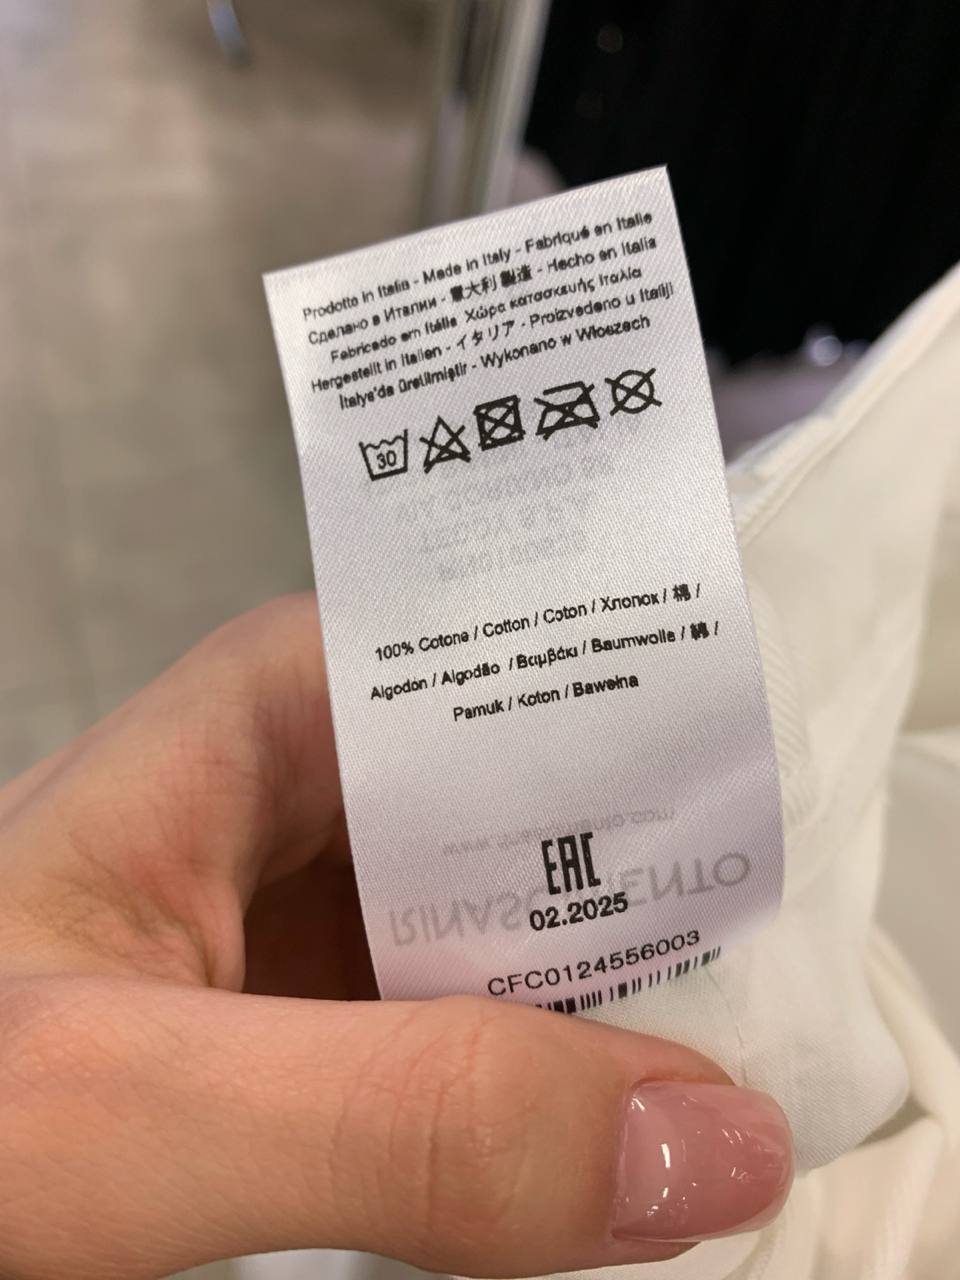 Prodotto in Italia - Made in Italy - Fabriqué en Italie
Сделано в Италии - 意大利 製造 - Hecho en Italia
Fabricado em Itália Χώρα κατασκευής Ιταλία
Hergestellt in Italien - イタリア - Proizvedeno u Italiji
İtalya'da üretilmiştir - Wykonano w Włoszech
30
100% Cotone / Cotton / Coton / Хлопок / 棉 /
Algodon / Algodão / Βαμβάκι / Baumwolle / 綿 /
Pamuk / Koton / Bawełna
EAC
RINASCIMENTO
02.2025
CFC0124556003